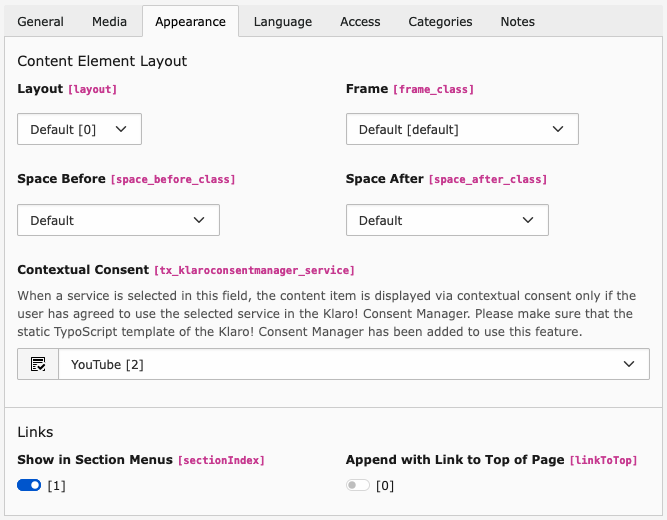 General Media Appearance Language Access Categories Notes
Content Element Layout
Layout [layout] Frame [frame_class]
Default [0] Default [default]
Space Before [space_before_class] Space After [space_after_class]
Default Default
Contextual Consent [tx_klaroconsentmanager_service]
When a service is selected in this field, the content item is displayed via contextual consent only if the
user has agreed to use the selected service in the Klaro! Consent Manager. Please make sure that the
static TypoScript template of the Klaro! Consent Manager has been added to use this feature.
YouTube [2]
Links
Show in Section Menus [sectionIndex] Append with Link to Top of Page [linkToTop]
[1] [0]